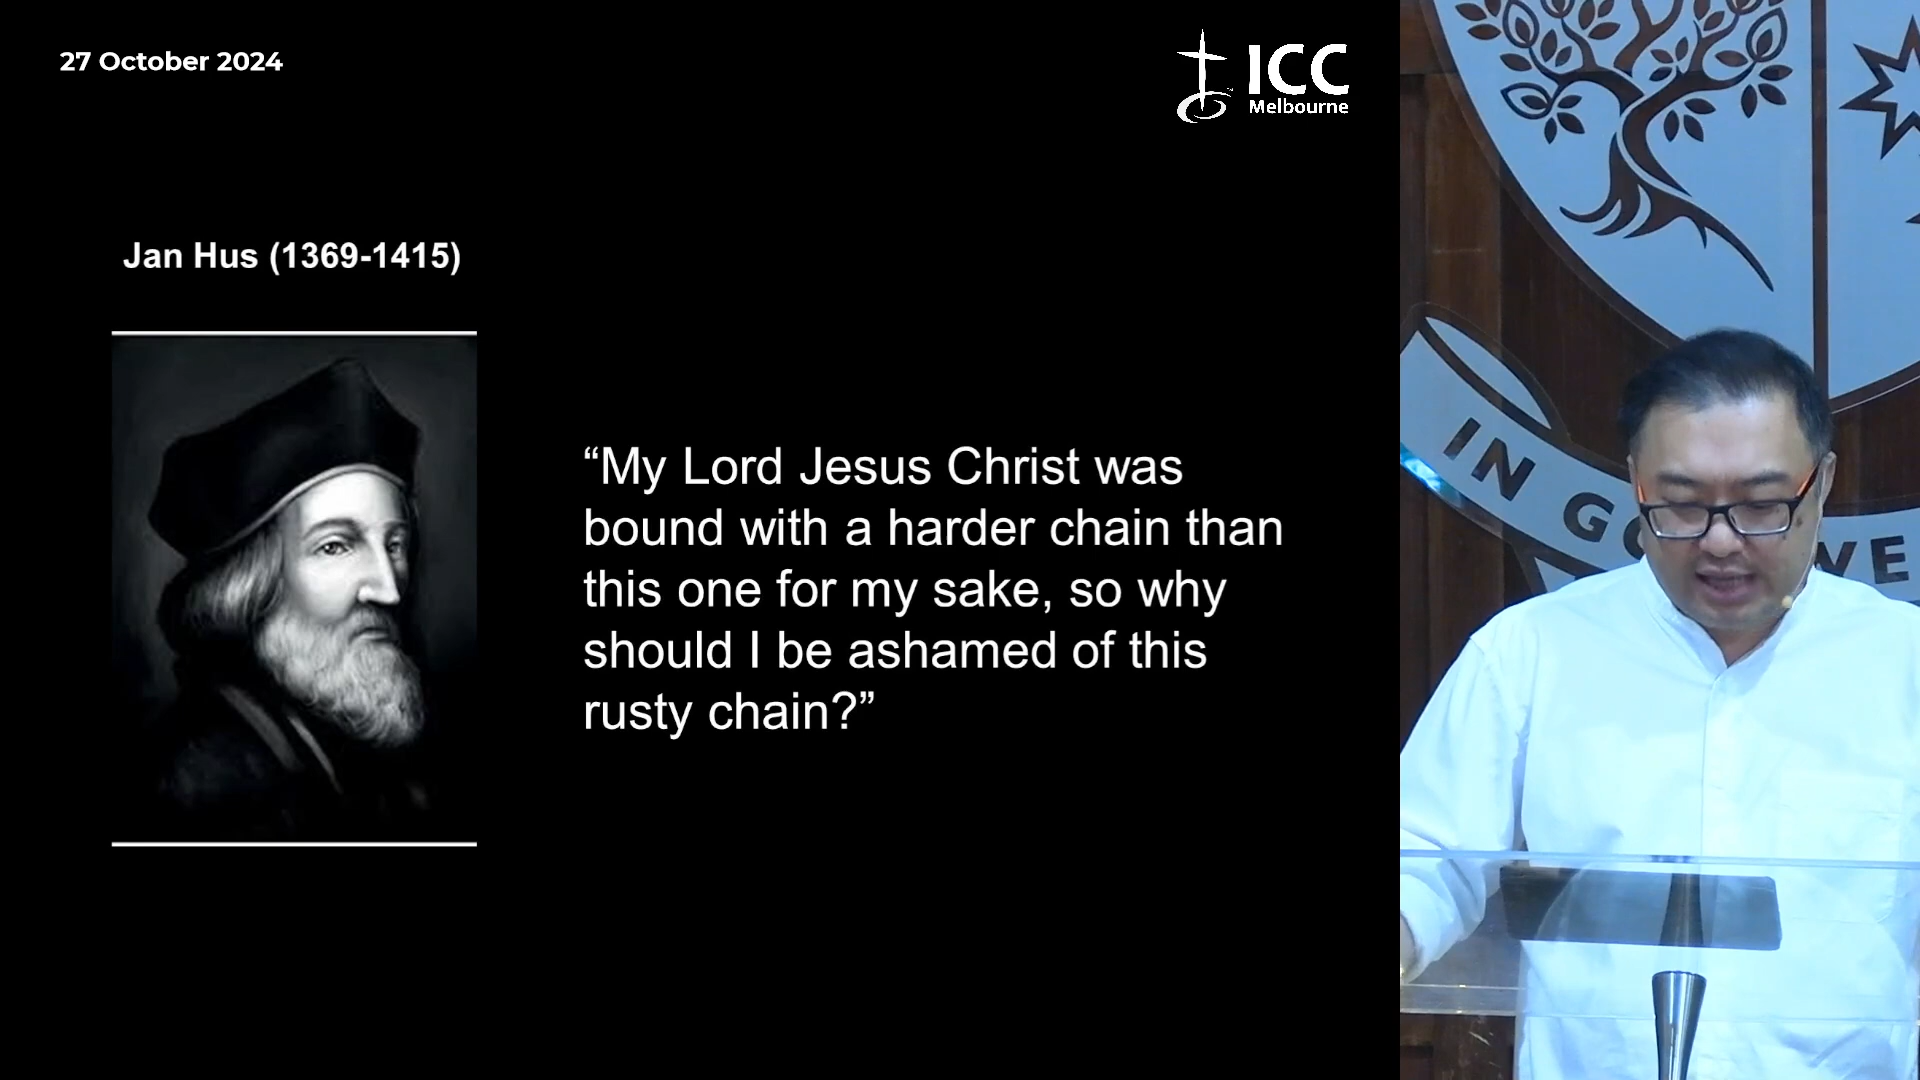 27 October 2024
ICC
Melbourne
Jan Hus (1369-1415)
“My Lord Jesus Christ was
bound with a harder chain than
this one for my sake, so why
should I be ashamed of this
rusty chain?”
IN